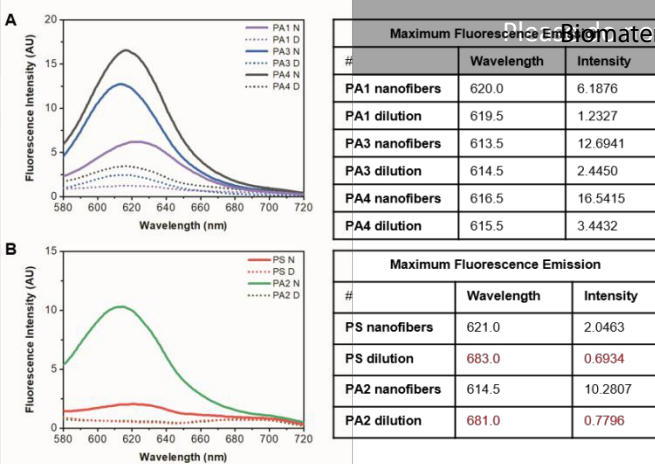 A
20
15
10
5
0
580 600 620 640 660 680 700 720
Fluorescence Intensity (AU)
Wavelength (nm)
PA1 N
PA1 D
PA3 N
PA3 D
PA4 N
PA4 D
Biomate
Maximum Fluorescence
# Wavelength Intensity
PA1 nanofibers 620.0 6.1876
PA1 dilution 619.5 1.2327
PA3 nanofibers 613.5 12.6941
PA3 dilution 614.5 2.4450
PA4 nanofibers 616.5 16.5415
PA4 dilution 615.5 3.4432
B
15
10
5
0
580 600 620 640 660 680 700 720
Fluorescence Intensity (AU)
Wavelength (nm)
PS N
PS D
PA2 N
PA2 D
Maximum Fluorescence Emission
# Wavelength Intensity
PS nanofibers 621.0 2.0463
PS dilution 683.0 0.6934
PA2 nanofibers 614.5 10.2807
PA2 dilution 681.0 0.7796